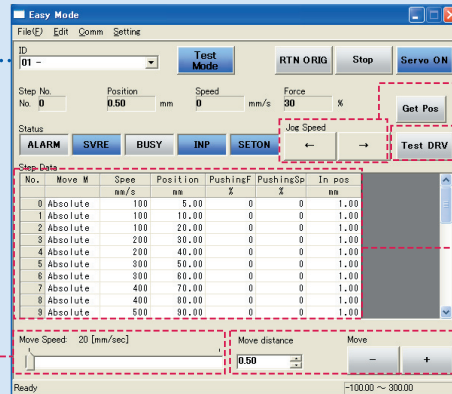 Easy Mode
File(F) Edit Comm Setting
ID
01 -
Test Mode
RTN ORIG Stop Servo ON
Step No. Position Speed Force
No. 0 0.50 mm 0 mm/s 30 %
Get Pos
Status Jog Speed
ALARM SVRE BUSY INP SETON ← → Test DRV
Step Data
No. Move M Spee Position PushingF PushingSp In pos
mm/s mm % % mm
0 Absolute 100 5.00 0 0 1.00
1 Absolute 100 10.00 0 0 1.00
2 Absolute 100 20.00 0 0 1.00
3 Absolute 200 30.00 0 0 1.00
4 Absolute 200 40.00 0 0 1.00
5 Absolute 300 50.00 0 0 1.00
6 Absolute 300 60.00 0 0 1.00
7 Absolute 400 70.00 0 0 1.00
8 Absolute 400 80.00 0 0 1.00
9 Absolute 500 90.00 0 0 1.00
Move Speed: 20 [mm/sec] Move distance Move
0.50 - +
Ready -100.00 ~ 300.00